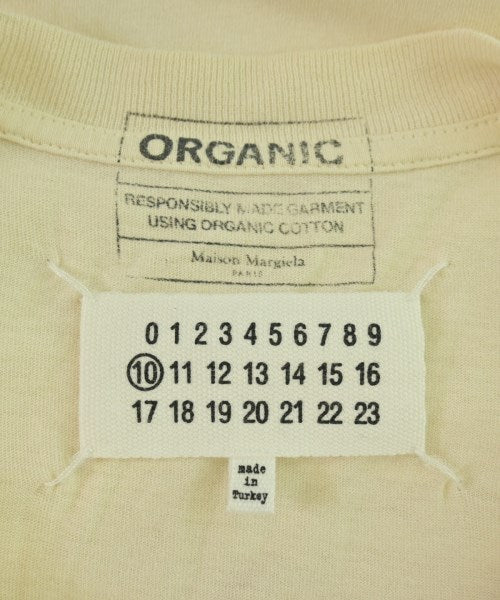 ORGANIC
RESPONSIBLY MADE GARMENT
USING ORGANIC COTTON
Maison Margiela
PARIS
0 1 2 3 4 5 6 7 8 9
10 11 12 13 14 15 16
17 18 19 20 21 22 23
made
in
Turkey